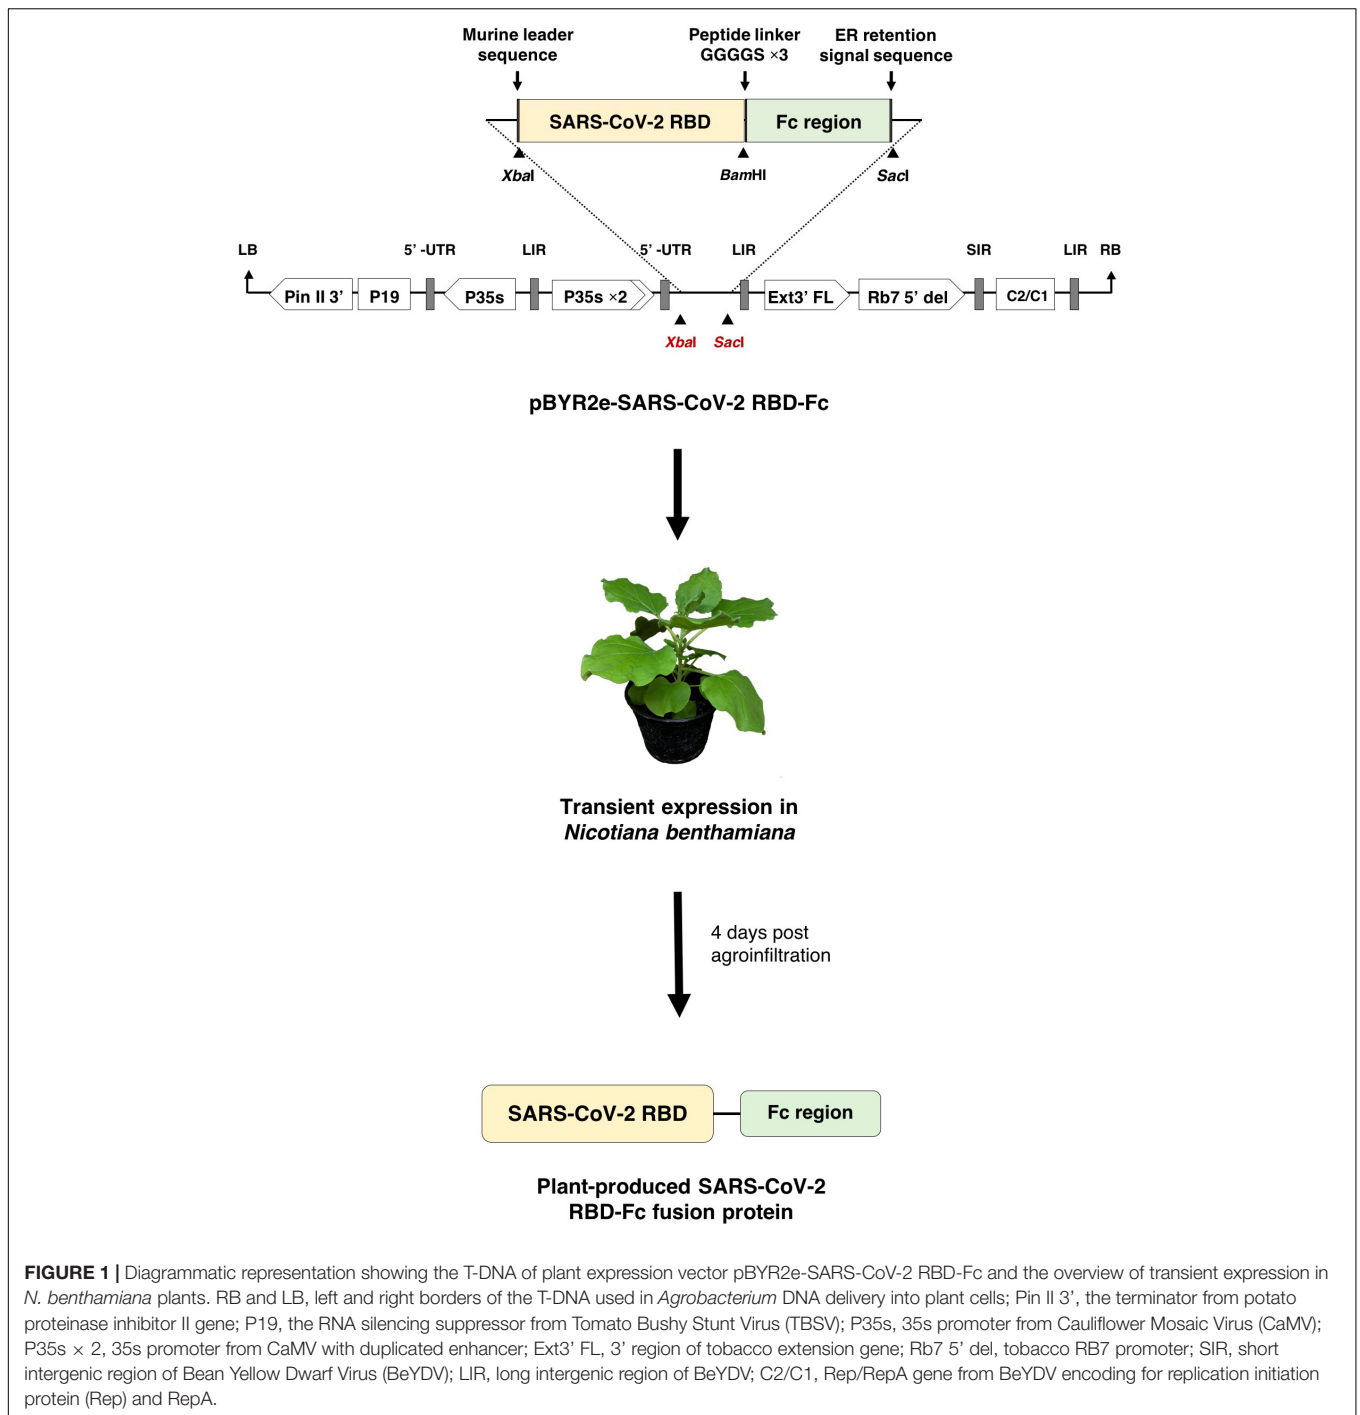 Murine leader
sequence
Peptide linker
GGGGS ×3
ER retention
signal sequence
SARS-CoV-2 RBD
Fc region
XbaI
BamHI
SacI
LB
5’ -UTR
LIR
5’ -UTR
LIR
SIR
LIR
RB
Pin II 3’
P19
P35s
P35s ×2
Ext3’ FL
Rb7 5’ del
C2/C1
XbaI
SacI
pBYR2e-SARS-CoV-2 RBD-Fc
Transient expression in
Nicotiana benthamiana
4 days post
agroinfiltration
SARS-CoV-2 RBD
Fc region
Plant-produced SARS-CoV-2
RBD-Fc fusion protein
FIGURE 1 | Diagrammatic representation showing the T-DNA of plant expression vector pBYR2e-SARS-CoV-2 RBD-Fc and the overview of transient expression in
N. benthamiana plants. RB and LB, left and right borders of the T-DNA used in Agrobacterium DNA delivery into plant cells; Pin II 3’, the terminator from potato
proteinase inhibitor II gene; P19, the RNA silencing suppressor from Tomato Bushy Stunt Virus (TBSV); P35s, 35s promoter from Cauliflower Mosaic Virus (CaMV);
P35s × 2, 35s promoter from CaMV with duplicated enhancer; Ext3’ FL, 3’ region of tobacco extension gene; Rb7 5’ del, tobacco RB7 promoter; SIR, short
intergenic region of Bean Yellow Dwarf Virus (BeYDV); LIR, long intergenic region of BeYDV; C2/C1, Rep/RepA gene from BeYDV encoding for replication initiation
protein (Rep) and RepA.